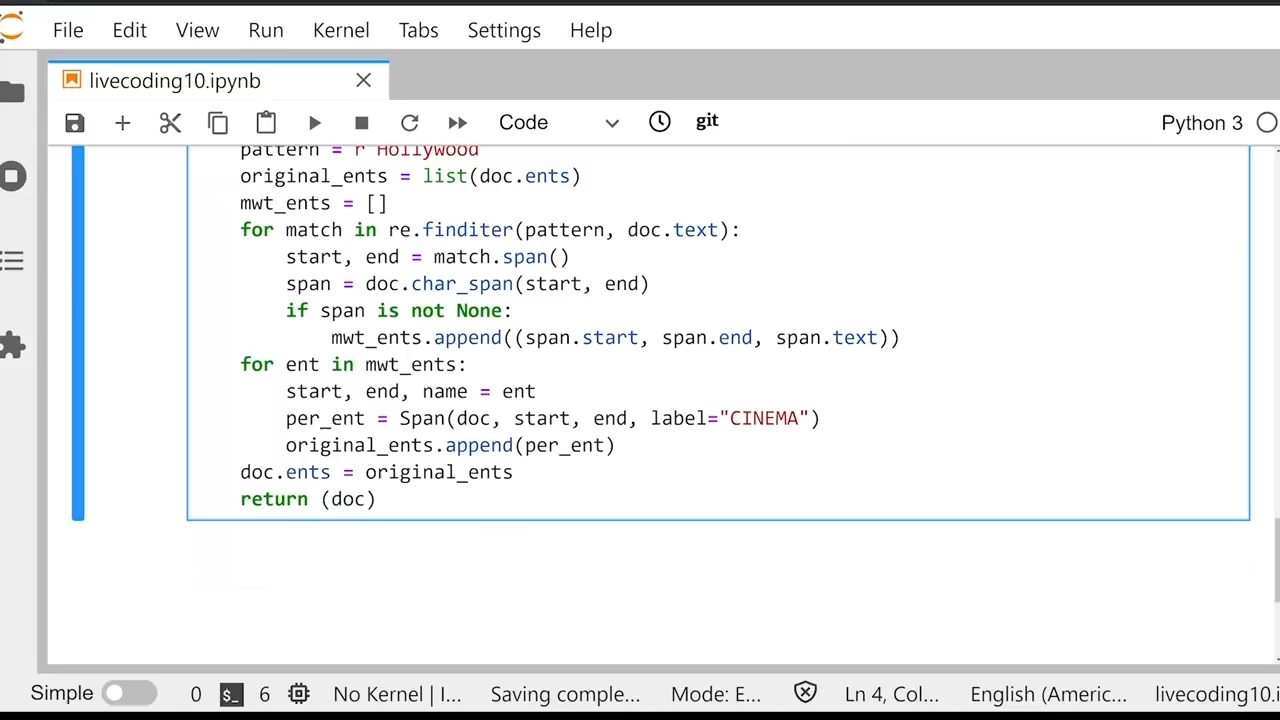 File Edit View Run Kernel Tabs Settings Help
livecoding10.ipynb
Code git Python 3
pattern = r"Hollywood
original_ents = list(doc.ents)
mwt_ents = []
for match in re.finditer(pattern, doc.text):
start, end = match.span()
span = doc.char_span(start, end)
if span is not None:
mwt_ents.append((span.start, span.end, span.text))
for ent in mwt_ents:
start, end, name = ent
per_ent = Span(doc, start, end, label="CINEMA")
original_ents.append(per_ent)
doc.ents = original_ents
return (doc)
Simple 0 $_ 6 No Kernel | I... Saving comple... Mode: E... Ln 4, Col... English (Americ... livecoding10.i